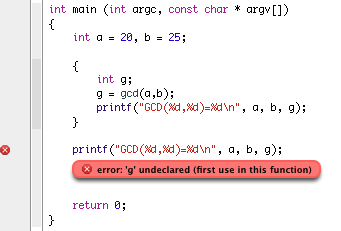 int main (int argc, const char * argv[])
{
int a = 20, b = 25;
{
int g;
g = gcd(a,b);
printf("GCD(%d,%d)=%d\n", a, b, g);
}
printf("GCD(%d,%d)=%d\n", a, b, g);
error: 'g' undeclared (first use in this function)
return 0;
}